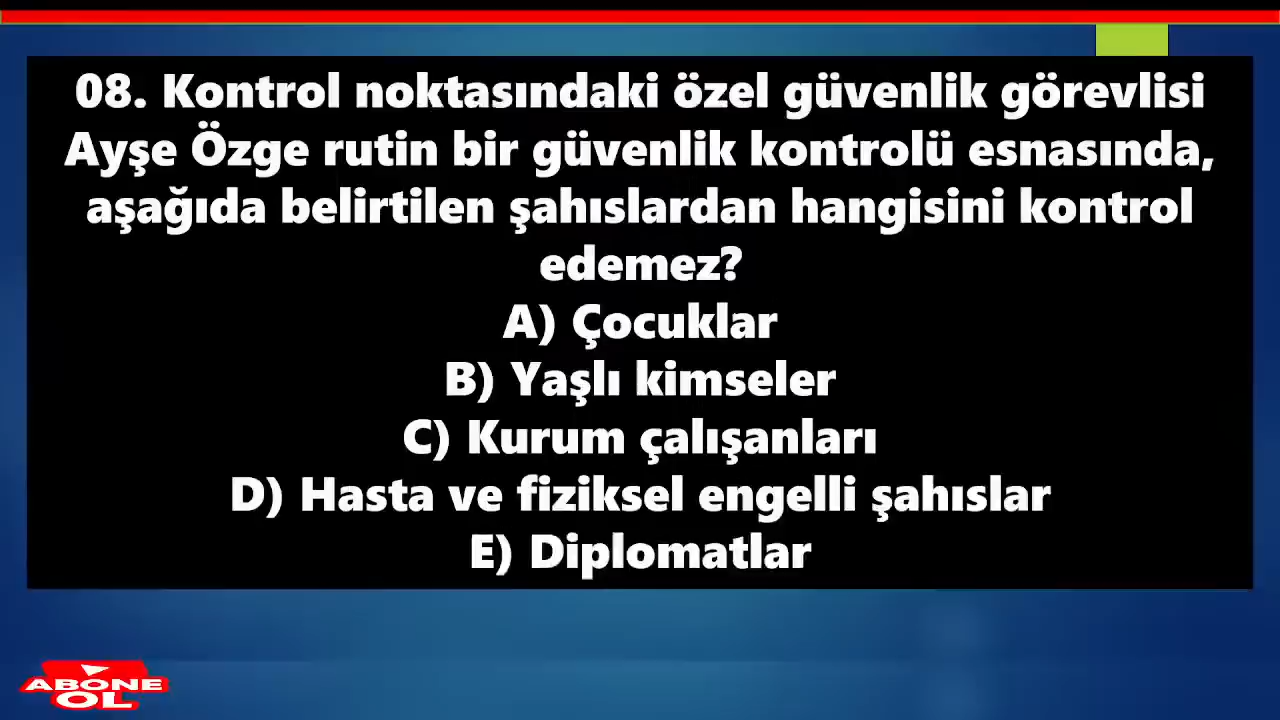 08. Kontrol noktasındaki özel güvenlik görevlisi
Ayşe Özge rutin bir güvenlik kontrolü esnasında,
aşağıda belirtilen şahıslardan hangisini kontrol
edemez?
A) Çocuklar
B) Yaşlı kimseler
C) Kurum çalışanları
D) Hasta ve fiziksel engelli şahıslar
E) Diplomatlar
ABONE
OL